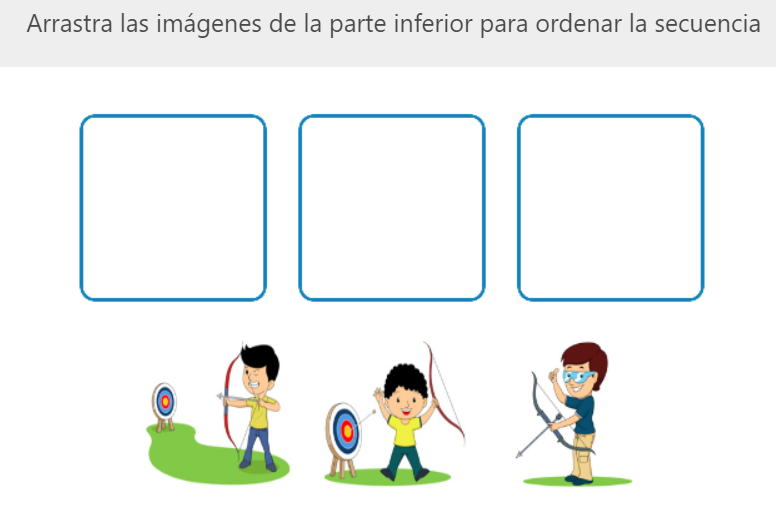 Arrastra las imágenes de la parte inferior para ordenar la secuencia